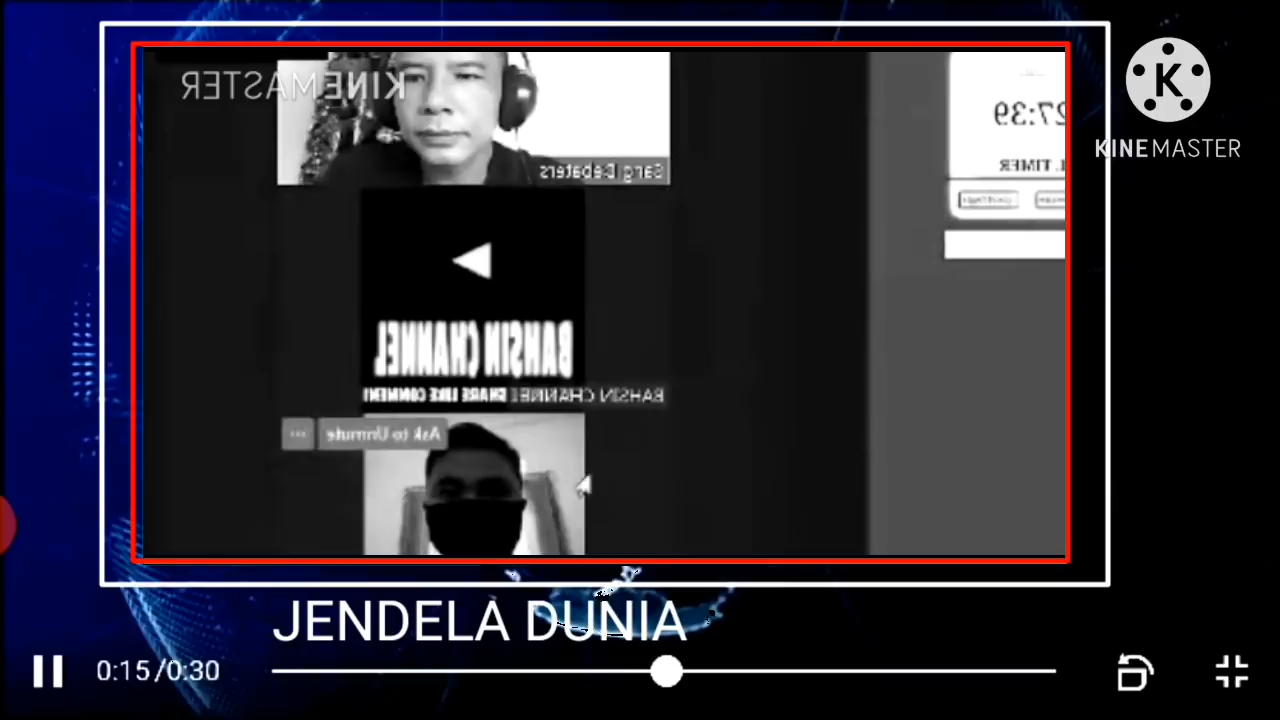 KINEMASTER
27:39
L TIMER
Sang Debaters
KINEMASTER
BAHSIN CHANNEL
BAHSIN CHANNEL SHARE LIKE COMMENT
Ask to Unmute
JENDELA DUNIA
0:15/0:30